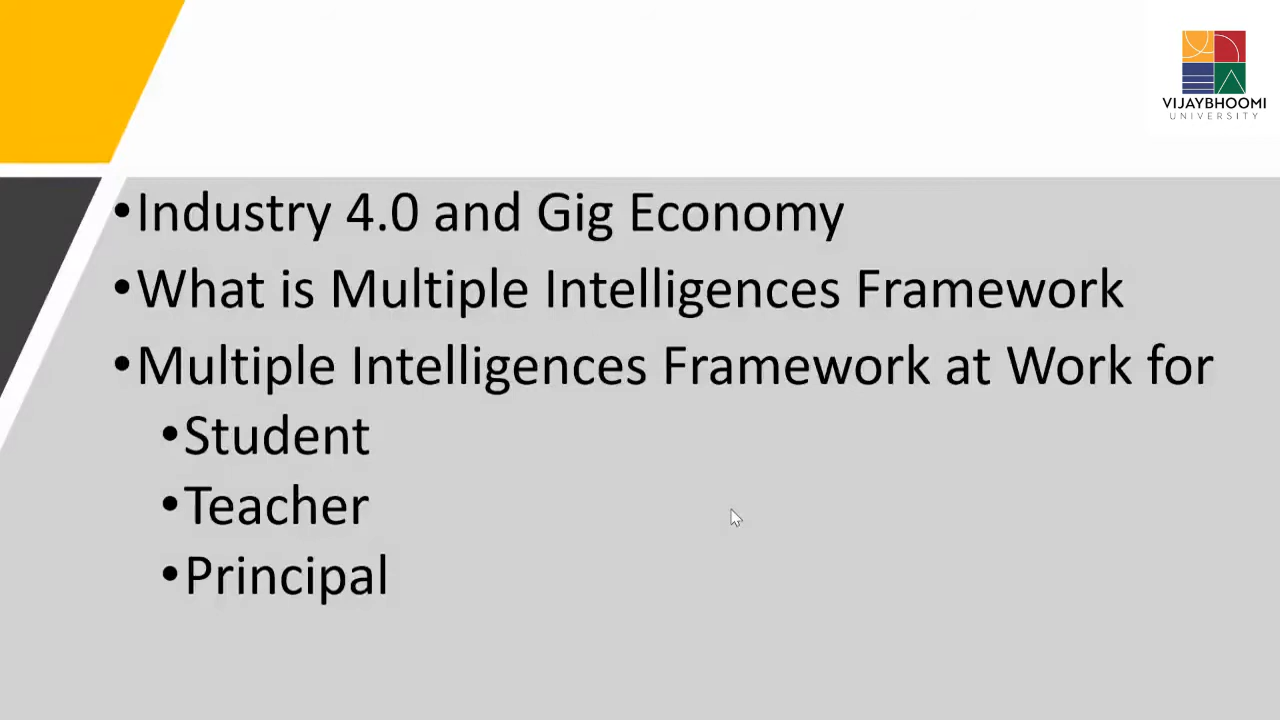 VIJAYBHOOMI
UNIVERSITY
•Industry 4.0 and Gig Economy
•What is Multiple Intelligences Framework
•Multiple Intelligences Framework at Work for
•Student
•Teacher
•Principal